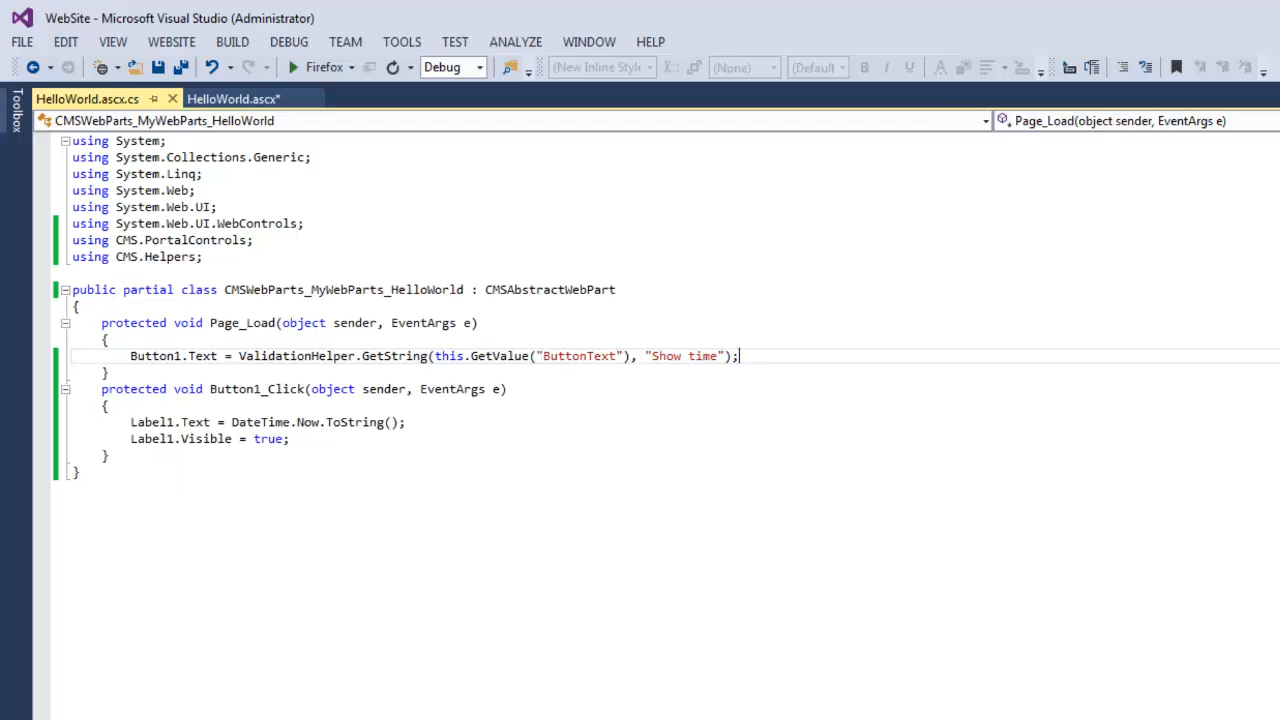 WebSite - Microsoft Visual Studio (Administrator)
FILE EDIT VIEW WEBSITE BUILD DEBUG TEAM TOOLS TEST ANALYZE WINDOW HELP
Firefox Debug (New Inline Style (None) (Default
HelloWorld.ascx.cs HelloWorld.ascx*
Toolbox
CMSWebParts_MyWebParts_HelloWorld Page_Load(object sender, EventArgs e)
using System;
using System.Collections.Generic;
using System.Linq;
using System.Web;
using System.Web.UI;
using System.Web.UI.WebControls;
using CMS.PortalControls;
using CMS.Helpers;
public partial class CMSWebParts_MyWebParts_HelloWorld : CMSAbstractWebPart
{
protected void Page_Load(object sender, EventArgs e)
{
Button1.Text = ValidationHelper.GetString(this.GetValue("ButtonText"), "Show time");
}
protected void Button1_Click(object sender, EventArgs e)
{
Label1.Text = DateTime.Now.ToString();
Label1.Visible = true;
}
}